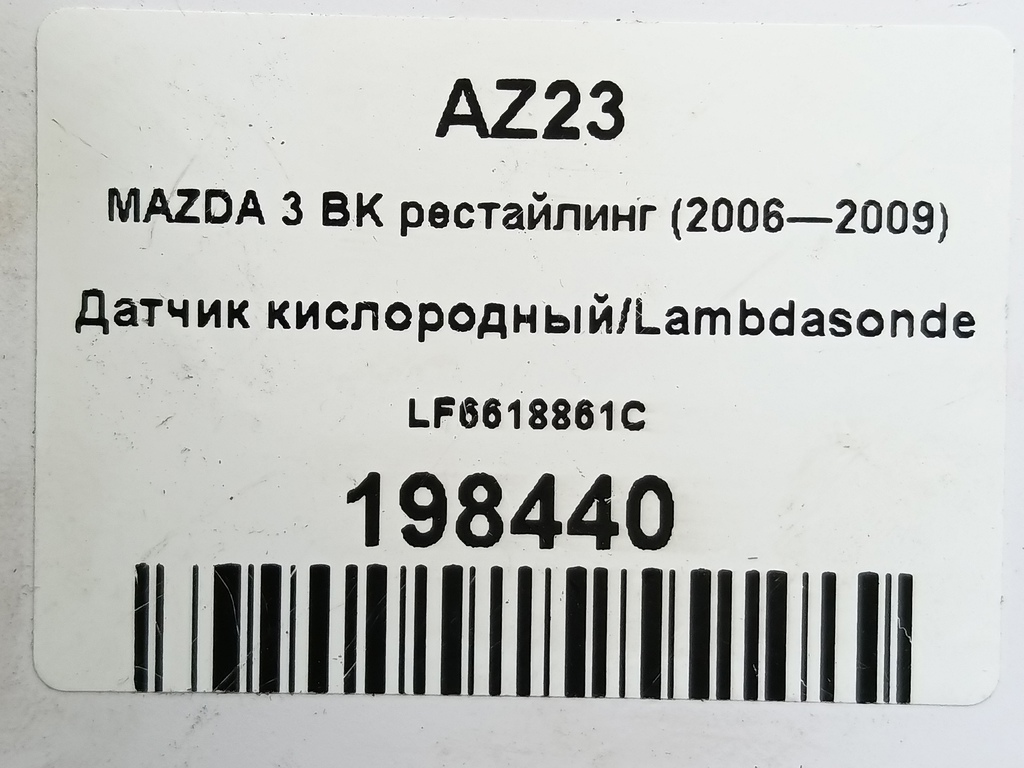 AZ23
MAZDA 3 BK рестайлинг (2006—2009)
Датчик кислородный/Lambdasonde
LF6618861C
198440